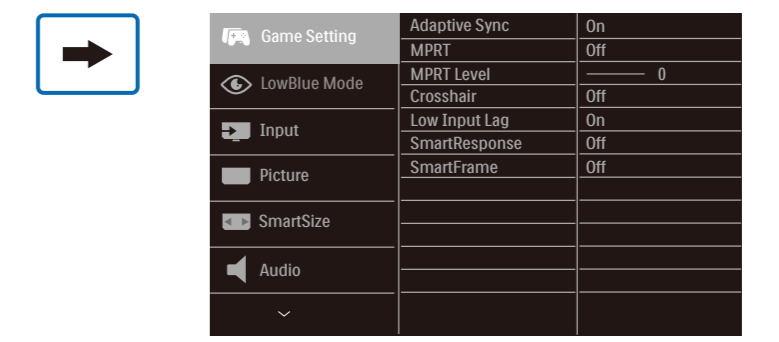 Game Setting
LowBlue Mode
Input
Picture
SmartSize
Audio
Adaptive Sync On
MPRT Off
MPRT Level 0
Crosshair Off
Low Input Lag On
SmartResponse Off
SmartFrame Off